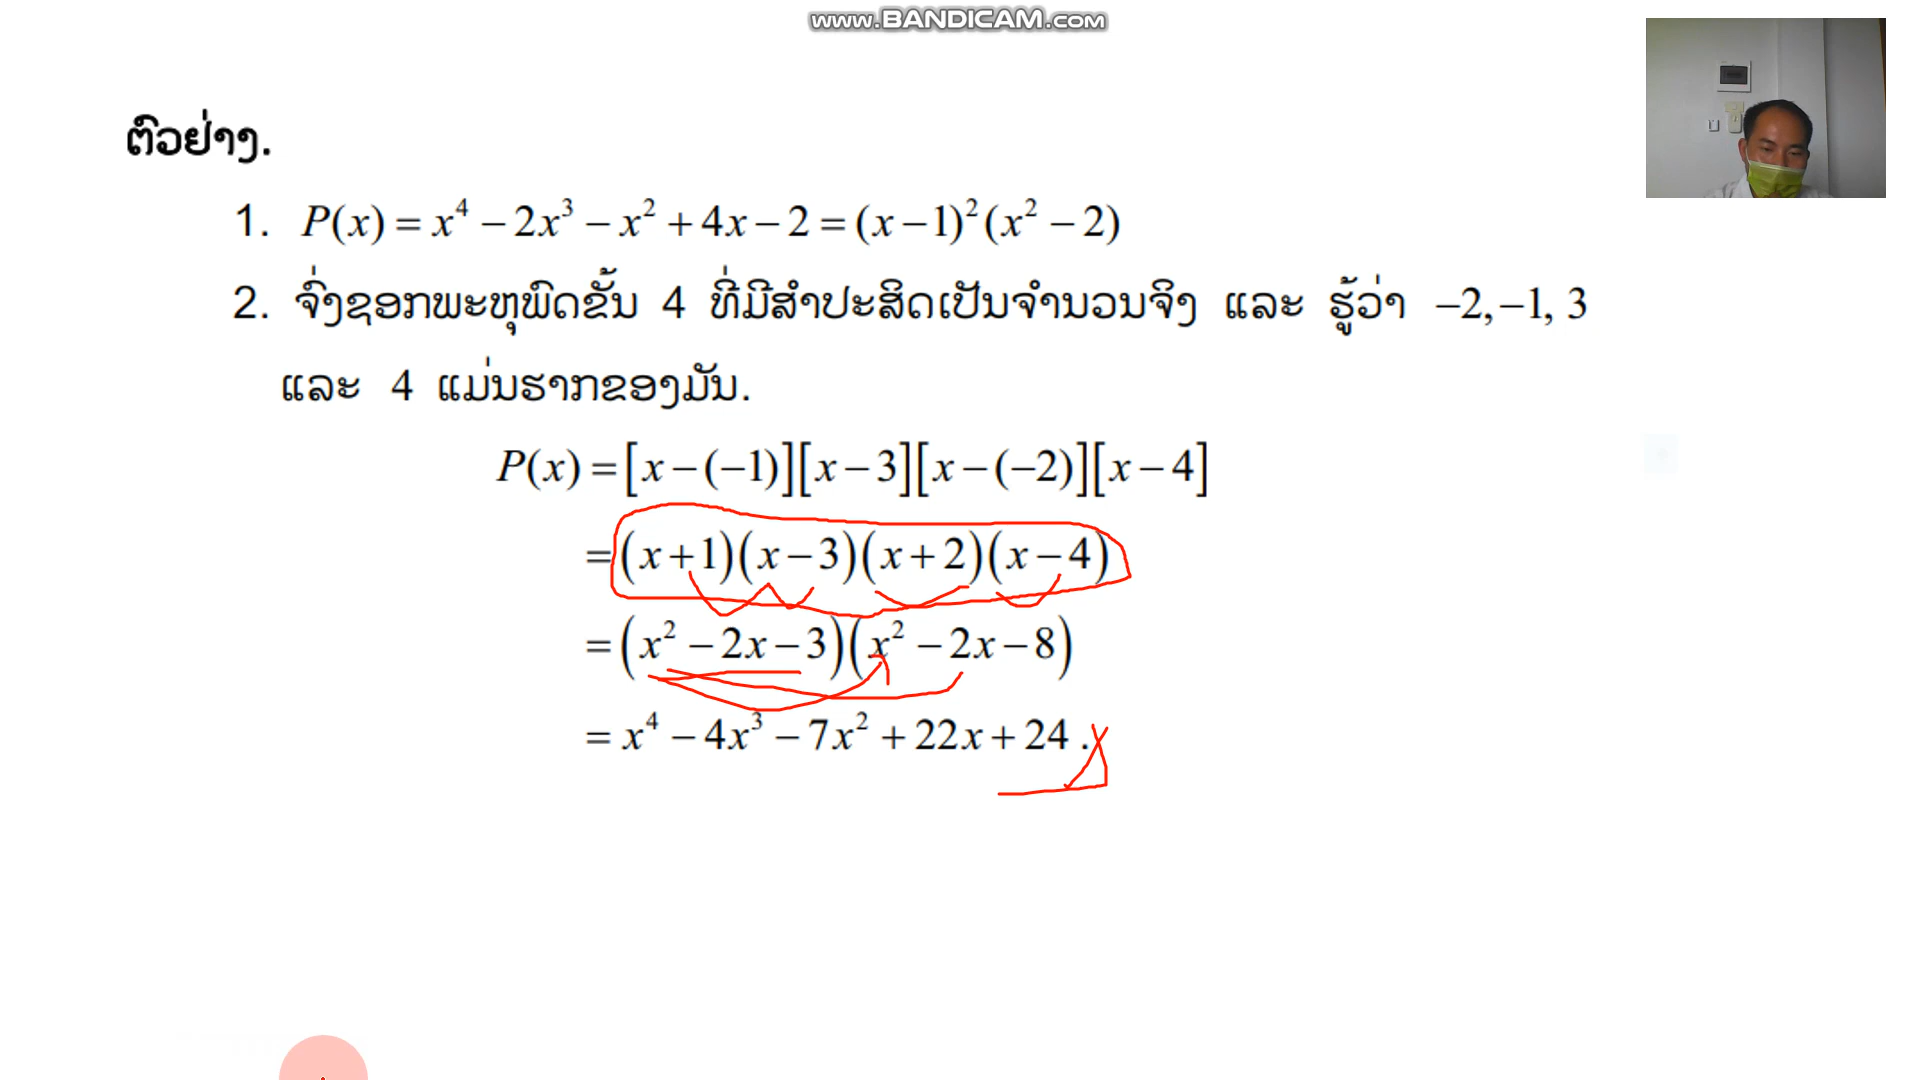 www.BANDICAM.com
ຕົວຢ່າງ.
1. P(x) = x⁴ − 2x³ − x² + 4x − 2 = (x − 1)²(x² − 2)
2. ຈົ່ງຊອກພະຫຸພົດຂັ້ນ 4 ທີ່ມີສຳປະສິດເປັນຈຳນວນຈິງ ແລະ ຮູ້ວ່າ −2, −1, 3
ແລະ 4 ແມ່ນຮາກຂອງມັນ.
P(x) = [x − (−1)][x − 3][x − (−2)][x − 4]
= (x + 1)(x − 3)(x + 2)(x − 4)
= (x² − 2x − 3)(x² − 2x − 8)
= x⁴ − 4x³ − 7x² + 22x + 24 .